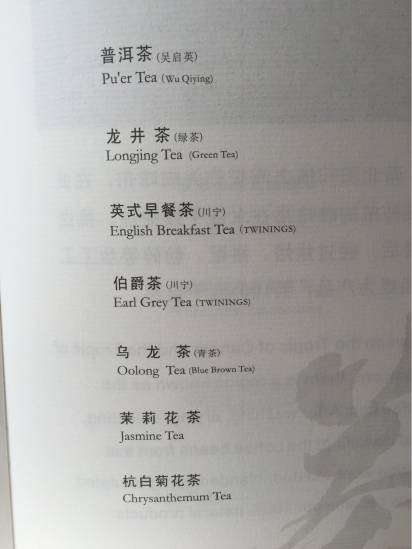 普洱茶(吴启英)
Pu'er Tea (Wu Qiying)
龙井茶(绿茶)
Longjing Tea (Green Tea)
英式早餐茶(川宁)
English Breakfast Tea (TWININGS)
伯爵茶(川宁)
Earl Grey Tea (TWININGS)
乌龙茶(青茶)
Oolong Tea (Blue Brown Tea)
茉莉花茶
Jasmine Tea
杭白菊花茶
Chrysanthemum Tea